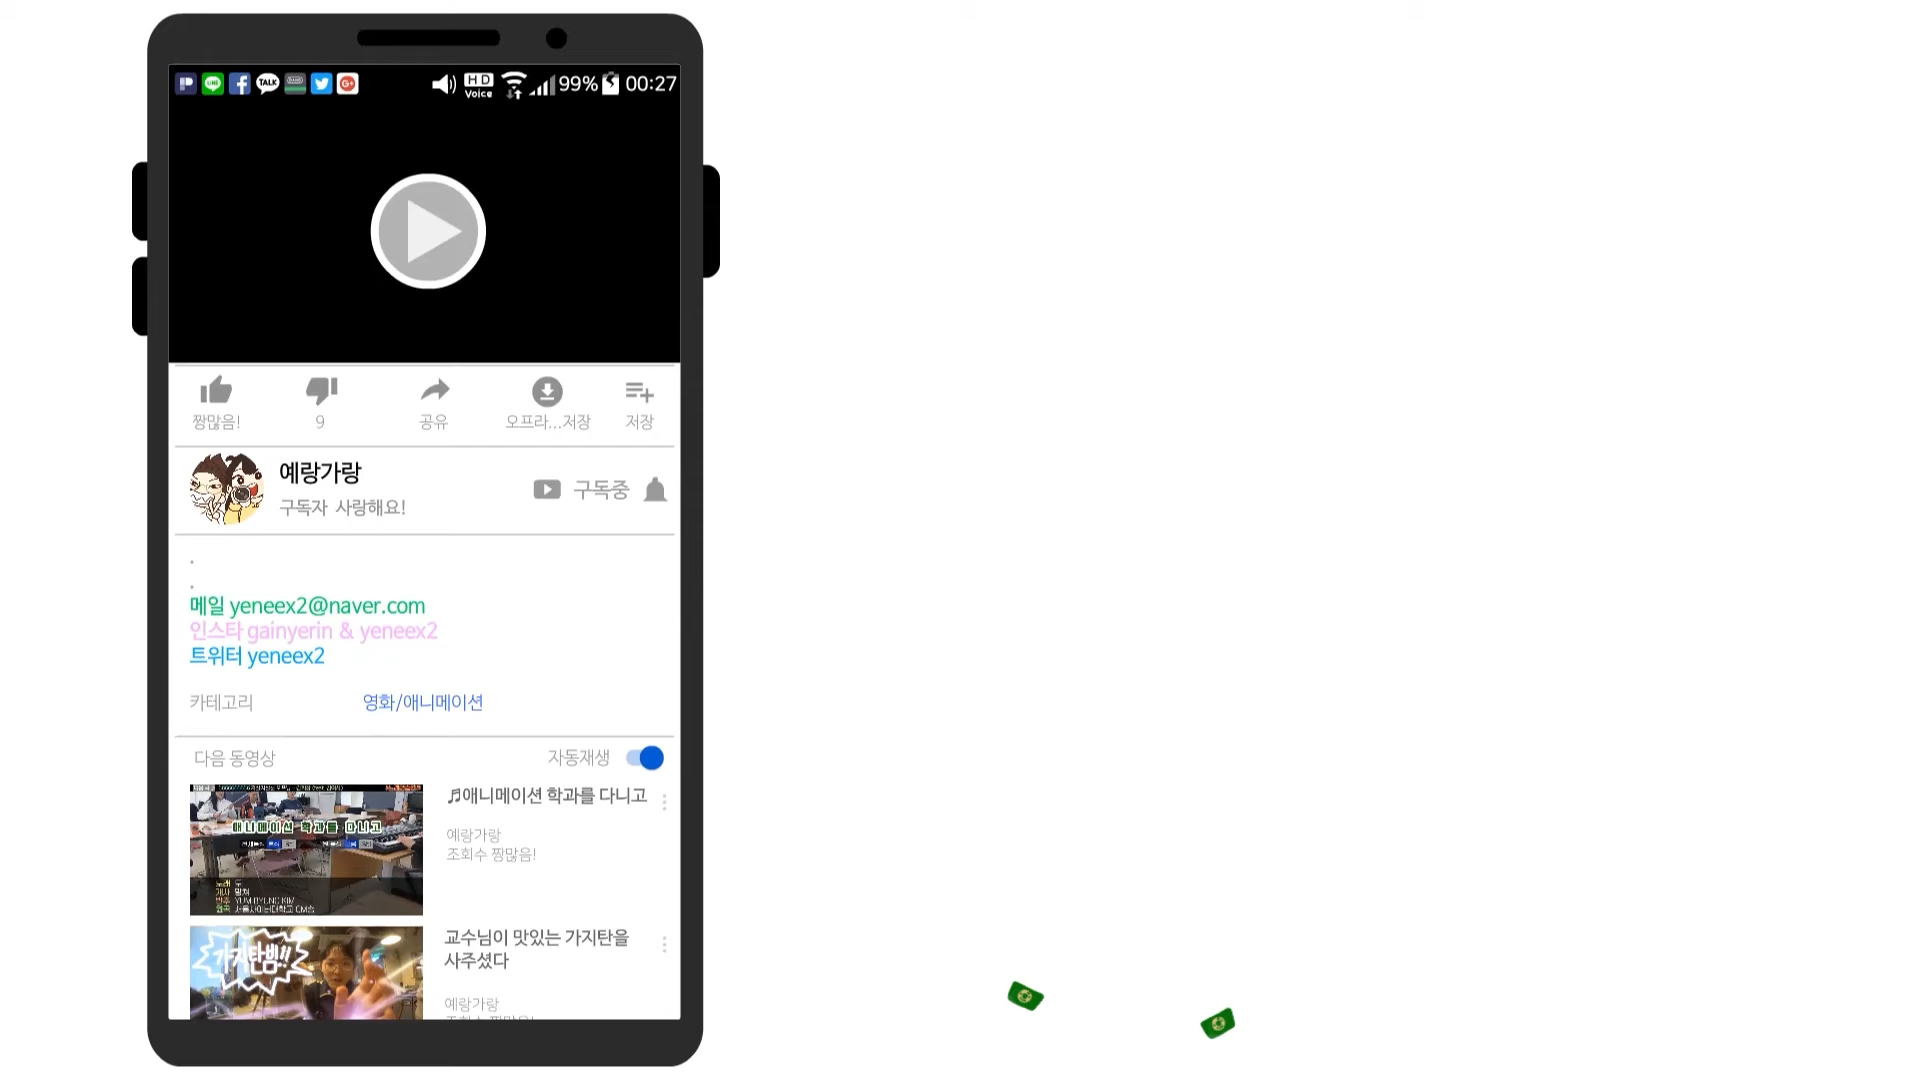 LINE
TALK
HD
Voice
99%
00:27
짱많음!
9
공유
오프라...저장
저장
예랑가랑
구독자 사랑해요!
구독중
.
.
메일 yeneex2@naver.com
인스타 gainyerin & yeneex2
트위터 yeneex2
카테고리
영화/애니메이션
다음 동영상
자동재생
애니메이션 학과를 다니고
♬애니메이션 학과를 다니고
예랑가랑
조회수 짱많음!
가지탄빔!!
교수님이 맛있는 가지탄을
사주셨다
예랑가랑